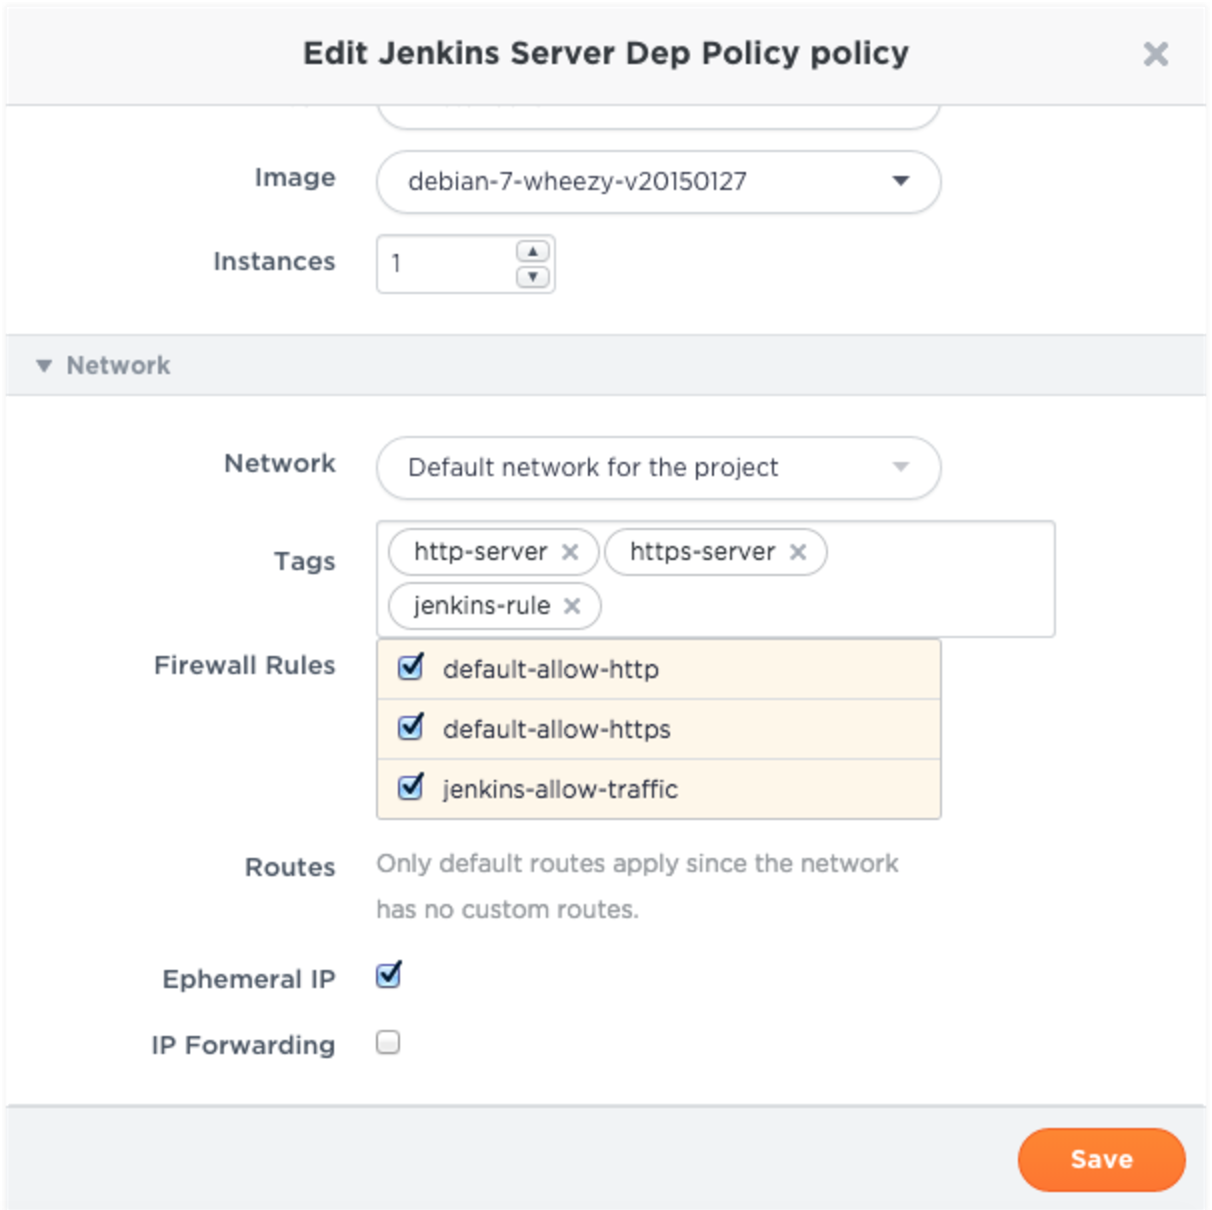 Edit Jenkins Server Dep Policy policy
Image debian-7-wheezy-v20150127
Instances 1
Network
Network Default network for the project
Tags http-server https-server
jenkins-rule
Firewall Rules default-allow-http
default-allow-https
jenkins-allow-traffic
Routes Only default routes apply since the network
has no custom routes.
Ephemeral IP
IP Forwarding
Save